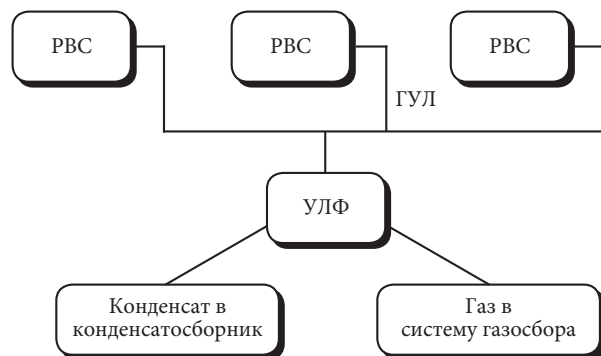 РВС
РВС
РВС
ГУЛ
УЛФ
Конденсат в
конденсатосборник
Газ в
систему газосбора